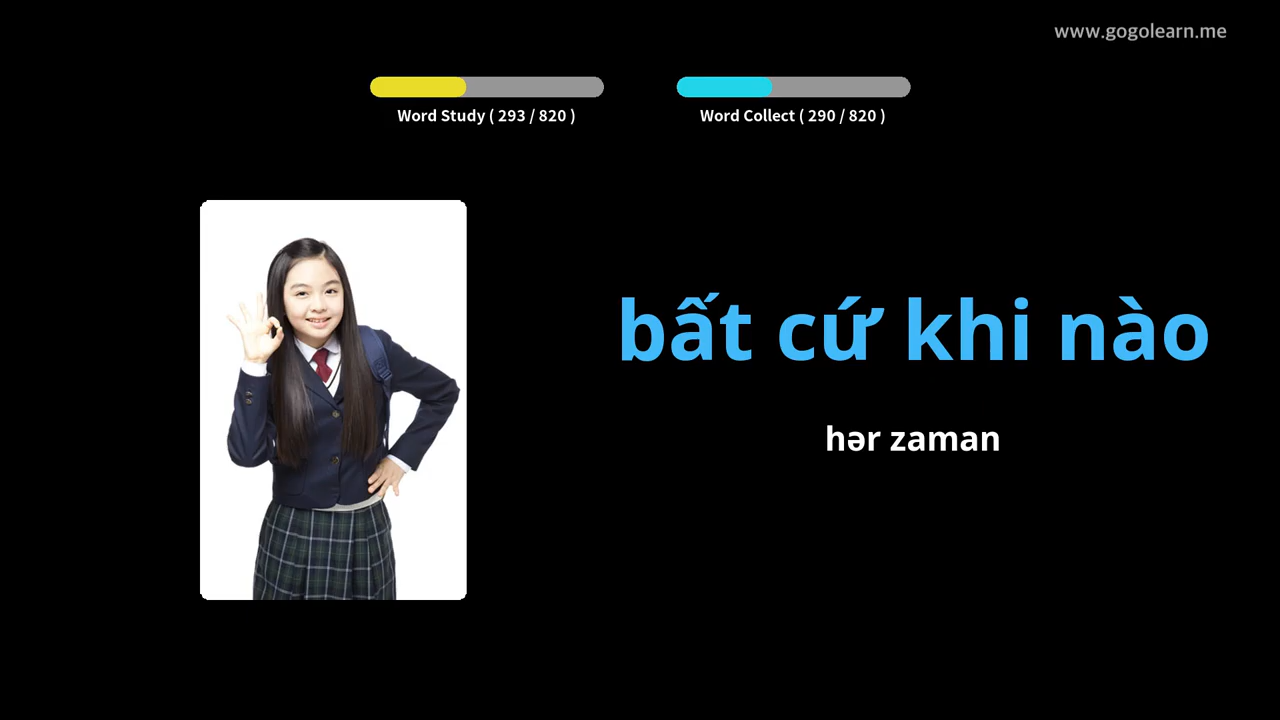 www.gogolearn.me
Word Study ( 293 / 820 )
Word Collect ( 290 / 820 )
bất cứ khi nào
hər zaman